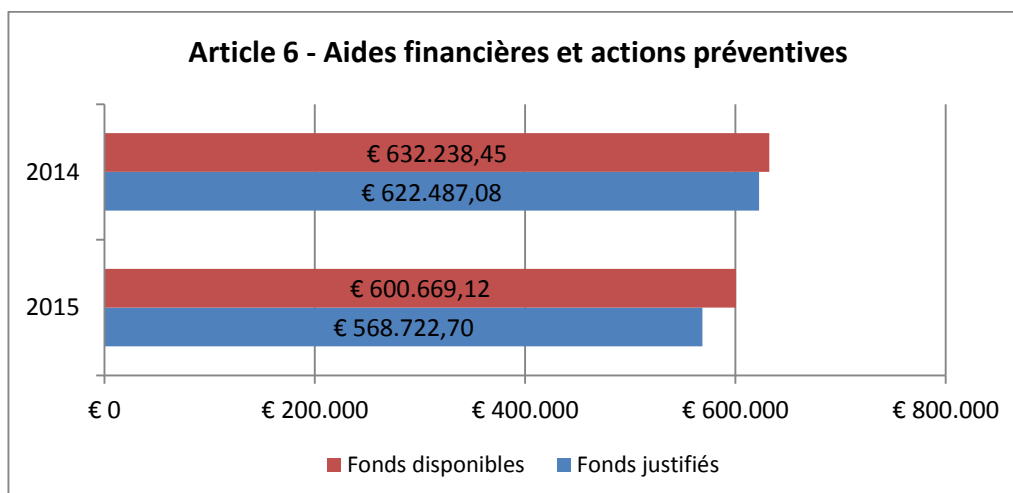 Article 6 - Aides financières et actions préventives
2014
€ 632.238,45
€ 622.487,08
2015
€ 600.669,12
€ 568.722,70
€ 0 € 200.000 € 400.000 € 600.000 € 800.000
Fonds disponibles Fonds justifiés